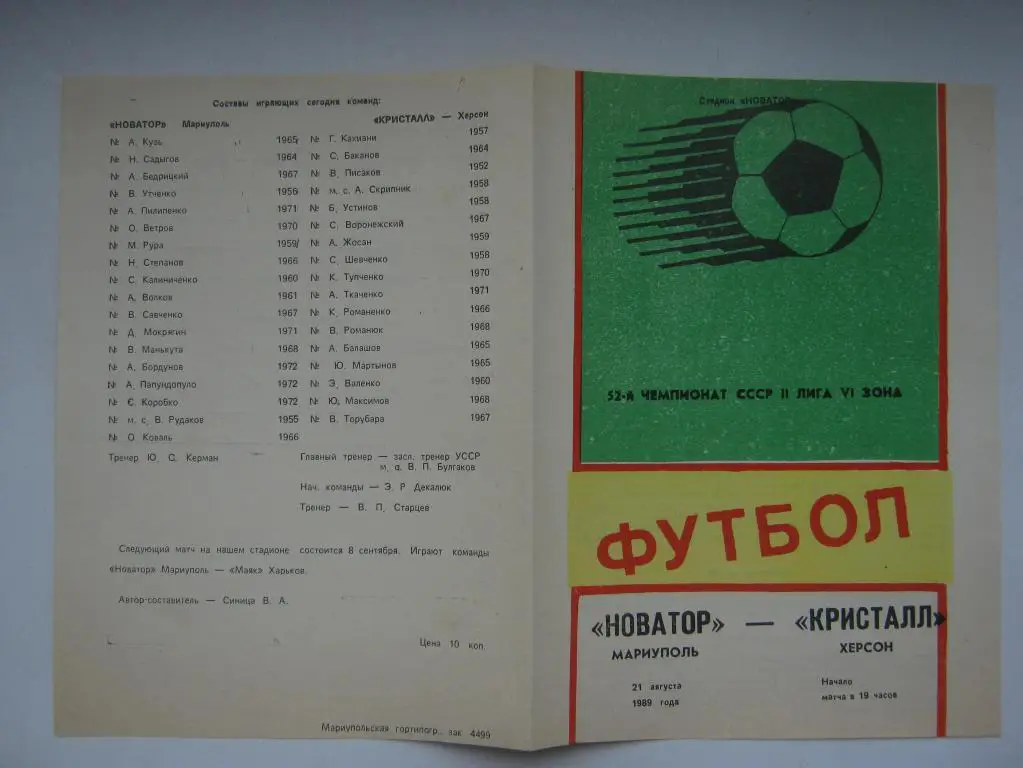 Составы играющих сегодня команд:
«НОВАТОР» Мариуполь «КРИСТАЛЛ» — Херсон
№ А. Кузь 1965 № Г. Кахиани 1957
№ Н. Садыгов 1964 № С. Баканов 1964
№ А. Бедрицкий 1967 № В. Писаков 1952
№ В. Утченко 1956 № м. с. А. Скрипник 1958
№ А. Пилипенко 1971 № Б. Устинов 1958
№ О. Ветров 1970 № С. Воронежский 1967
№ М. Рура 1959 № А. Жосан 1959
№ Н. Степанов 1966 № С. Шевченко 1958
№ С. Калиниченко 1960 № К. Тупченко 1970
№ А. Волков 1961 № А. Ткаченко 1971
№ В. Савченко 1967 № К. Романенко 1966
№ Д. Мокрягин 1971 № В. Романюк 1968
№ В. Манькута 1968 № А. Балашов 1965
№ А. Бордунов 1972 № Ю. Мартынов 1965
№ А. Папундопуло 1972 № Э. Валенко 1960
№ Є. Коробко 1972 № Ю. Максимов 1968
№ м. с. В. Рудаков 1955 № В. Торубара 1967
№ О. Коваль 1966
Тренер Ю. С. Керман Главный тренер — засл. тренер УССР
м. с. В. П. Булгаков
Нач. команды — Э. Р. Декалюк
Тренер — В. П. Старцев
Следующий матч на нашем стадионе состоится 8 сентября. Играют команды
«Новатор» Мариуполь — «Маяк» Харьков.
Автор-составитель — Синица В. А.
Цена 10 коп.
Мариупольская гортипогр., зак 4499
Стадион «НОВАТОР»
52-й ЧЕМПИОНАТ СССР II ЛИГА VI ЗОНА
ФУТБОЛ
«НОВАТОР» — «КРИСТАЛЛ»
МАРИУПОЛЬ ХЕРСОН
21 августа Начало
1989 года матча в 19 часов